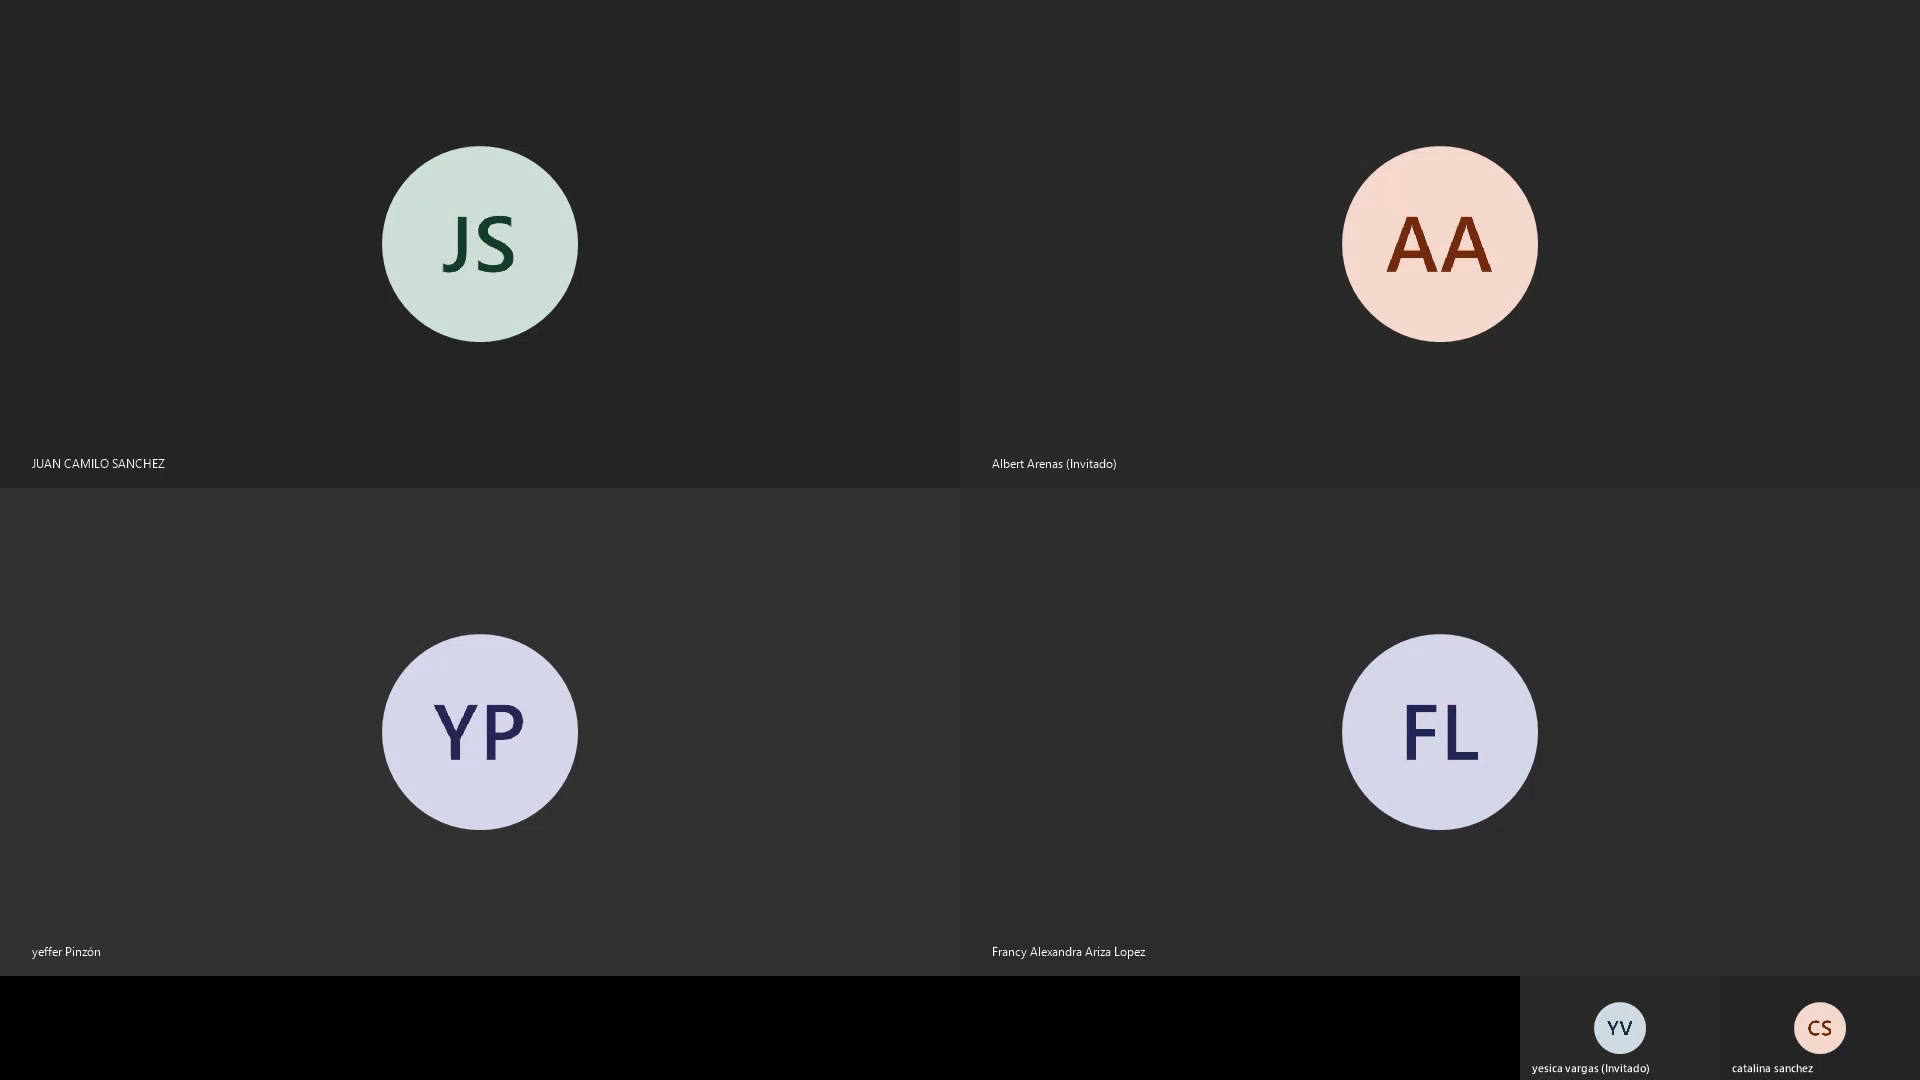 JS
JUAN CAMILO SANCHEZ
AA
Albert Arenas (Invitado)
YP
yeffer Pinzón
FL
Francy Alexandra Ariza Lopez
YV
yesica vargas (Invitado)
CS
catalina sanchez